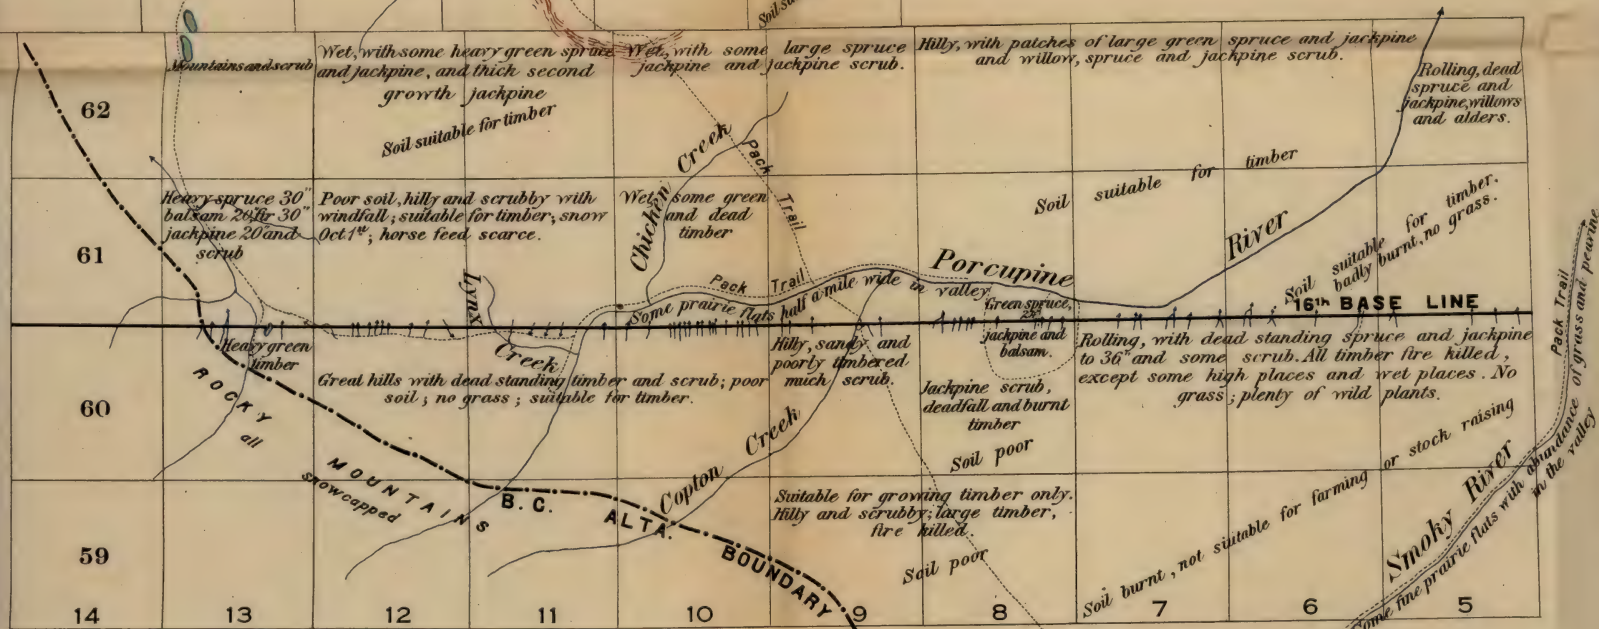 Soil su
Mountains and scrub
Wet, with some heavy green spruce
and jackpine, and thick second
growth jackpine
Soil suitable for timber
Wet, with some large spruce
jackpine and jackpine scrub.
Hilly, with patches of large green spruce and jackpine
and willow, spruce and jackpine scrub.
Rolling, dead
spruce and
jackpine, willows
and alders.
62
Heavy spruce 30"
balsam 20" fir 30"
jackpine 20" and
scrub
Poor soil, hilly and scrubby with
windfall; suitable for timber; snow
Oct 1st; horse feed scarce.
Wet, some green
and dead
timber
Chicken Creek
Pack Trail
Soil suitable for timber
Soil suitable for timber.
badly burnt, no grass.
61
Lynx
Creek
Pack Trail
Some prairie flats half a mile wide in valley
Porcupine
River
Green spruce,
jackpine and
balsam.
16th BASE LINE
Heavy green
timber
Great hills with dead standing timber and scrub; poor
soil; no grass; suitable for timber.
Hilly, sandy and
poorly timbered
much scrub.
Jackpine scrub,
deadfall and burnt
timber
Soil poor
Rolling, with dead standing spruce and jackpine
to 36" and some scrub. All timber fire killed,
except some high places and wet places. No
grass; plenty of wild plants.
60
ROCKY
all
MOUNTAINS
snowcapped
Copton Creek
B.C.
ALTA.
BOUNDARY
Suitable for growing timber only.
Hilly and scrubby; large timber,
fire killed.
Soil poor
Soil burnt, not suitable for farming or stock raising
Smoky River
Some fine prairie flats with abundance of grass and peavine
in the valley
Pack Trail
59
14 13 12 11 10 9 8 7 6 5